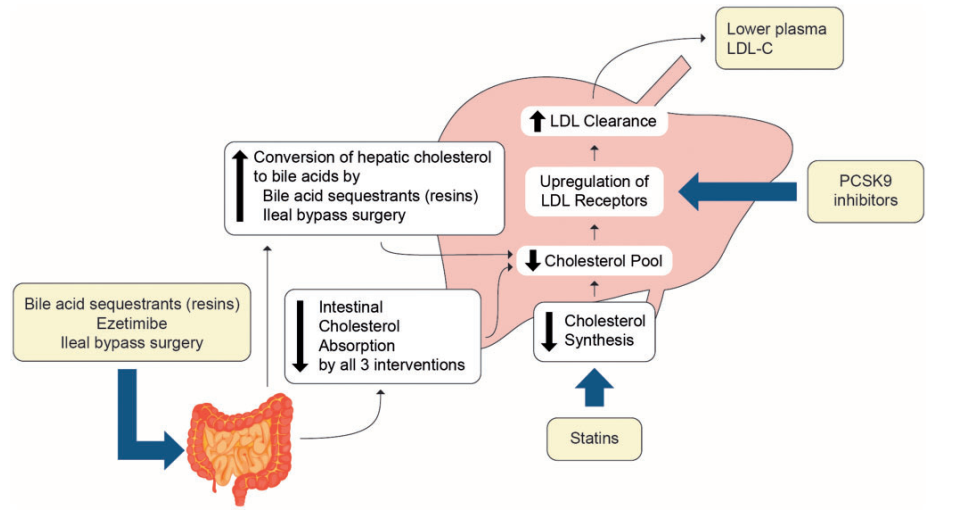 Lower plasma
LDL-C
LDL Clearance
Conversion of hepatic cholesterol
to bile acids by
Bile acid sequestrants (resins)
Ileal bypass surgery
Upregulation of
LDL Receptors
PCSK9
inhibitors
Cholesterol Pool
Bile acid sequestrants (resins)
Ezetimibe
Ileal bypass surgery
Intestinal
Cholesterol
Absorption
by all 3 interventions
Cholesterol
Synthesis
Statins